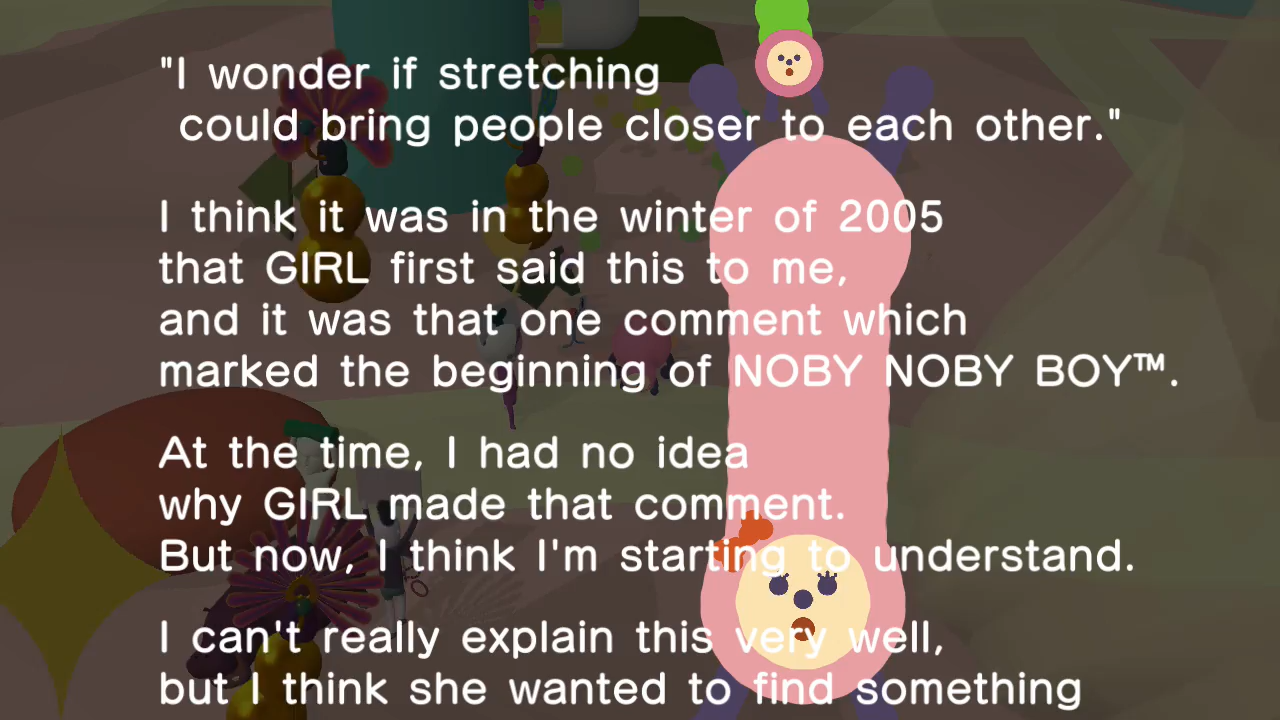 "I wonder if stretching
could bring people closer to each other."
I think it was in the winter of 2005
that GIRL first said this to me,
and it was that one comment which
marked the beginning of NOBY NOBY BOY™.
At the time, I had no idea
why GIRL made that comment.
But now, I think I'm starting to understand.
I can't really explain this very well,
but I think she wanted to find something